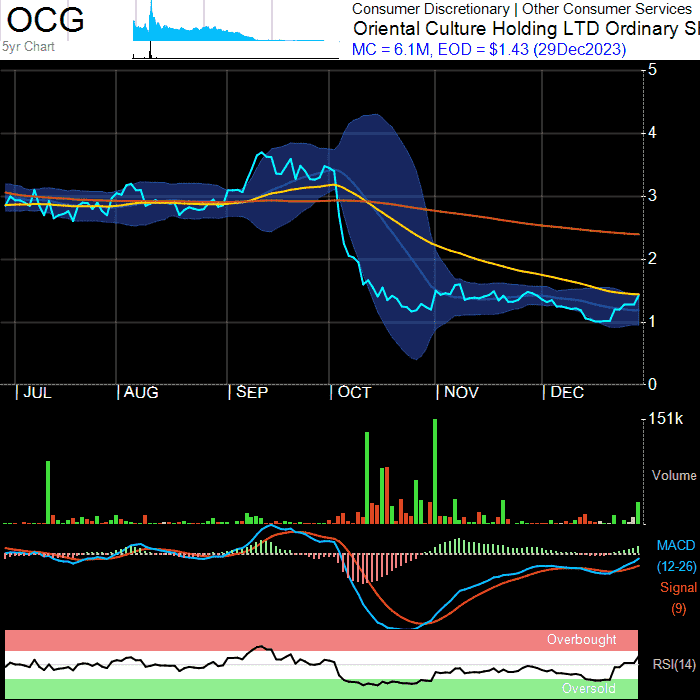 OCG
5yr Chart
Consumer Discretionary | Other Consumer Services
Oriental Culture Holding LTD Ordinary S
MC = 6.1M, EOD = $1.43 (29Dec2023)
5
4
3
2
1
0
JUL AUG SEP OCT NOV DEC
151k
Volume
MACD
(12-26)
Signal
(9)
Overbought
RSI(14)
Oversold